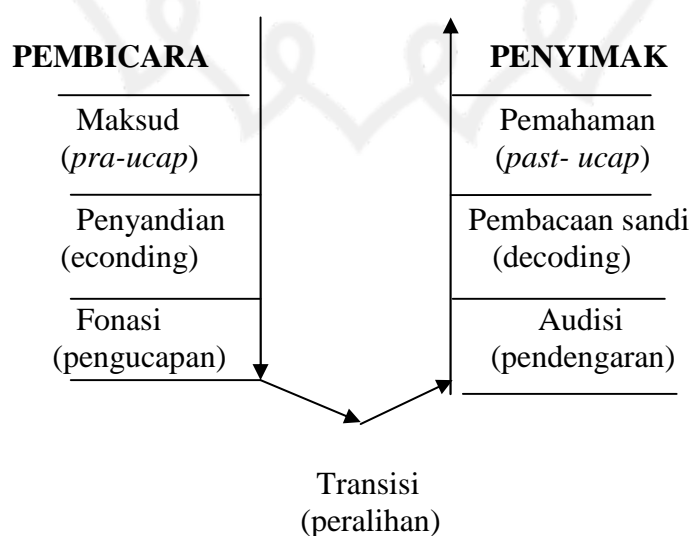 PEMBICARA
Maksud
(pra-ucap)
Penyandian
(econding)
Fonasi
(pengucapan)
PENYIMAK
Pemahaman
(past- ucap)
Pembacaan sandi
(decoding)
Audisi
(pendengaran)
Transisi
(peralihan)